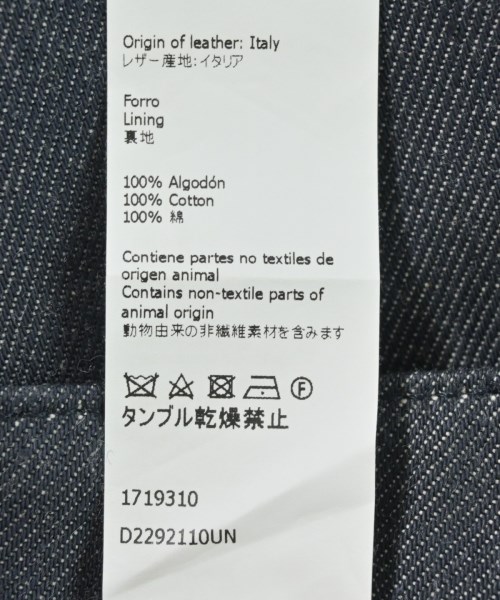 Origin of leather: Italy
レザー産地:イタリア
Forro
Lining
裏地
100% Algodón
100% Cotton
100% 綿
Contiene partes no textiles de
origen animal
Contains non-textile parts of
animal origin
動物由来の非繊維素材を含みます
F
タンブル乾燥禁止
1719310
D2292110UN